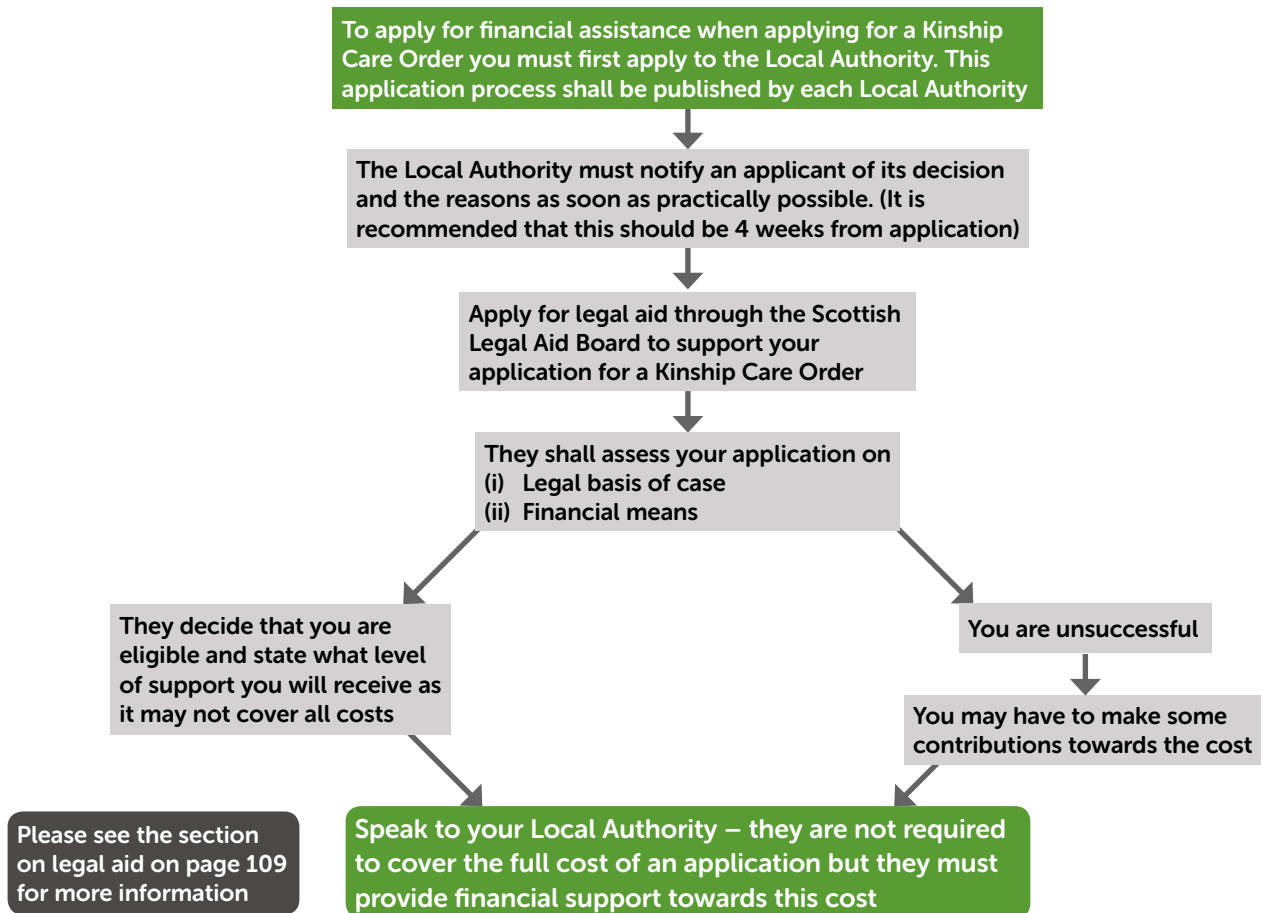 To apply for financial assistance when applying for a Kinship
Care Order you must first apply to the Local Authority. This
application process shall be published by each Local Authority
The Local Authority must notify an applicant of its decision
and the reasons as soon as practically possible. (It is
recommended that this should be 4 weeks from application)
Apply for legal aid through the Scottish
Legal Aid Board to support your
application for a Kinship Care Order
They shall assess your application on
(i) Legal basis of case
(ii) Financial means
They decide that you are
eligible and state what level
of support you will receive as
it may not cover all costs
You are unsuccessful
You may have to make some
contributions towards the cost
Please see the section
on legal aid on page 109
for more information
Speak to your Local Authority – they are not required
to cover the full cost of an application but they must
provide financial support towards this cost